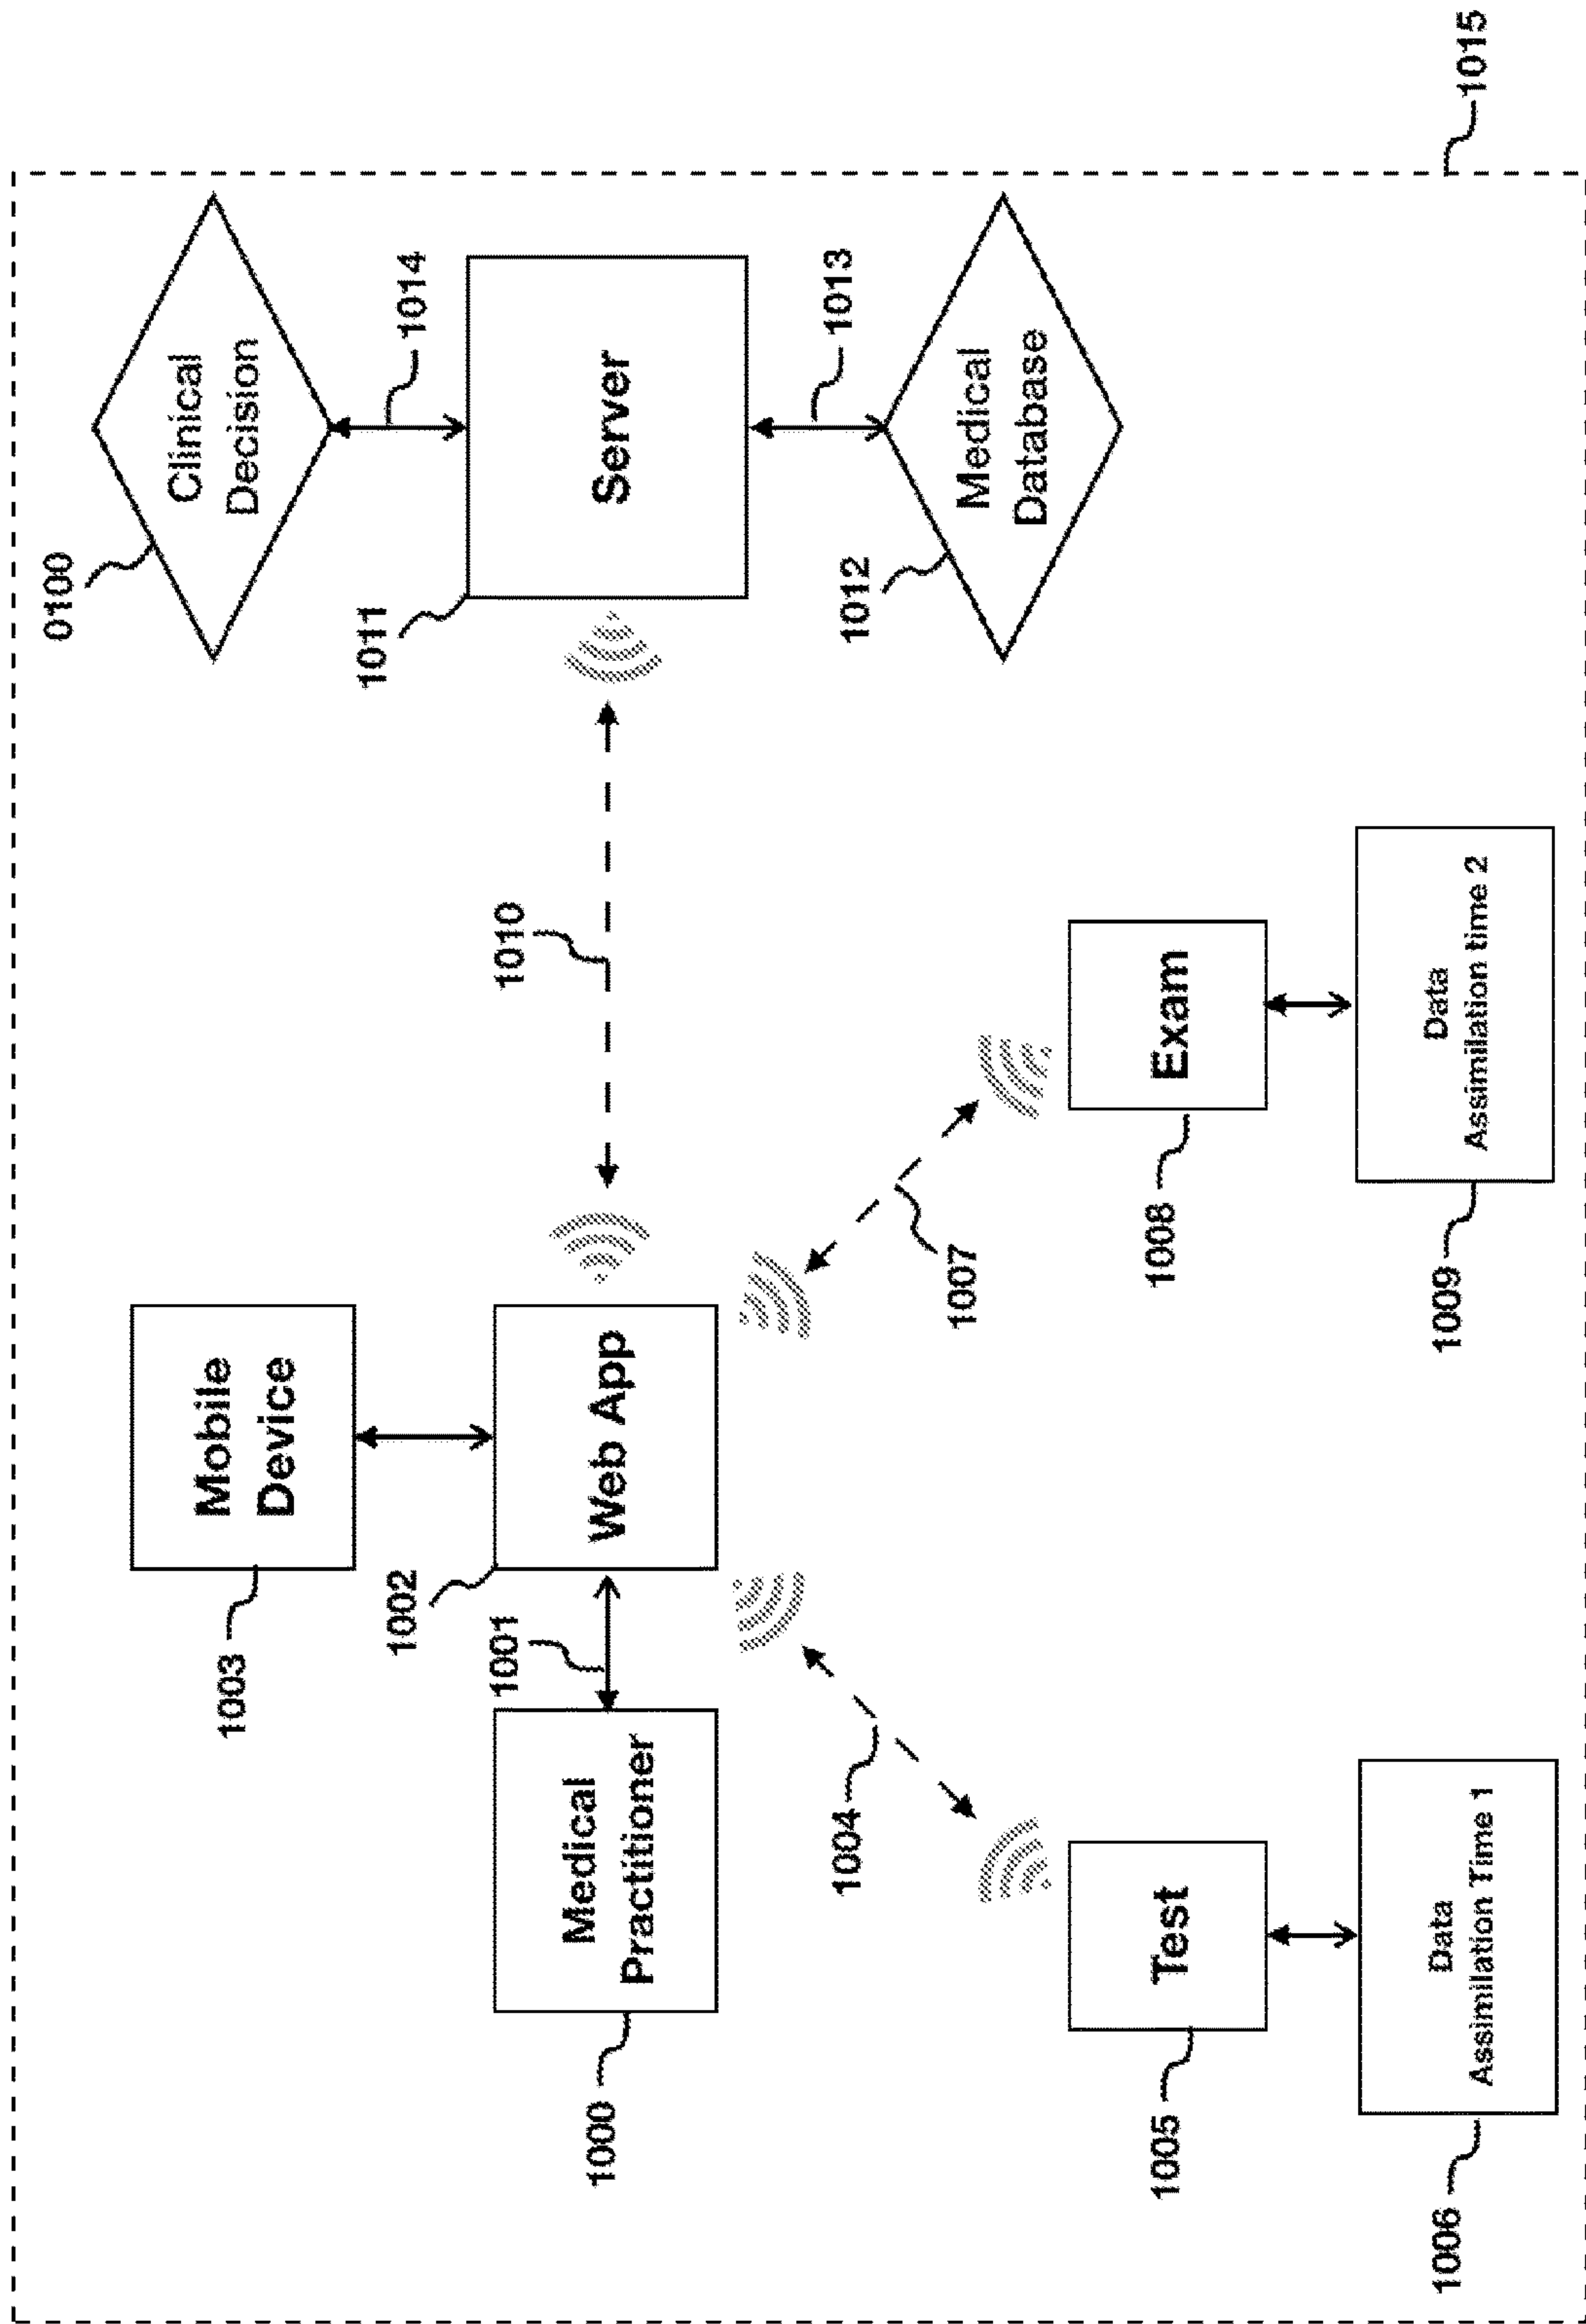 0100
Clinical
Decision
Mobile
Device
1003
1011
1014
1002
1001
1010
Medical
Practitioner
1000
Web App
Server
1004
1012
1013
1007
Medical
Database
1005
Test
1008
Exam
1006
Data
Assimilation Time 1
1009
Data
Assimilation time 2
1015